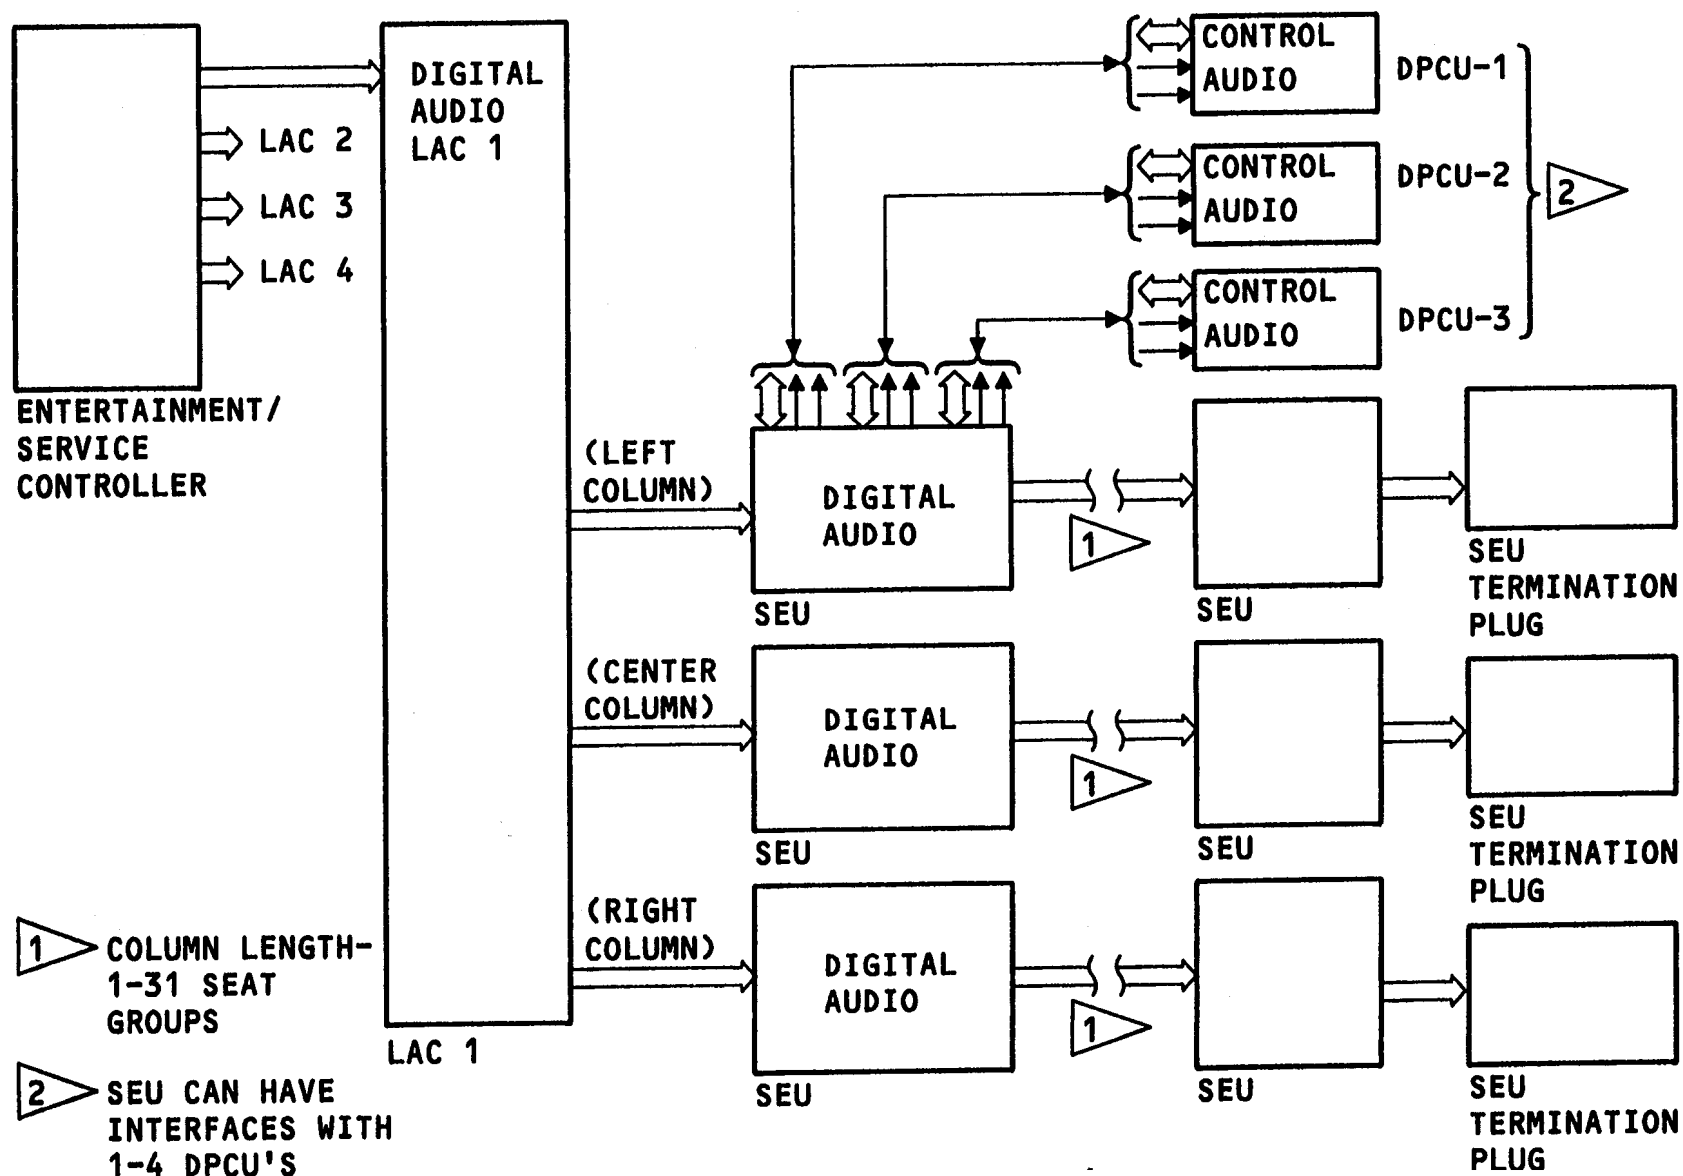 ENTERTAINMENT/
SERVICE
CONTROLLER
LAC 2
LAC 3
LAC 4
DIGITAL
AUDIO
LAC 1
LAC 1
CONTROL
AUDIO
DPCU-1
CONTROL
AUDIO
DPCU-2
CONTROL
AUDIO
DPCU-3
2
(LEFT
COLUMN)
DIGITAL
AUDIO
SEU
1
SEU
SEU
TERMINATION
PLUG
(CENTER
COLUMN)
DIGITAL
AUDIO
SEU
1
SEU
SEU
TERMINATION
PLUG
(RIGHT
COLUMN)
DIGITAL
AUDIO
SEU
1
SEU
SEU
TERMINATION
PLUG
1 COLUMN LENGTH-
1-31 SEAT
GROUPS
2 SEU CAN HAVE
INTERFACES WITH
1-4 DPCU'S